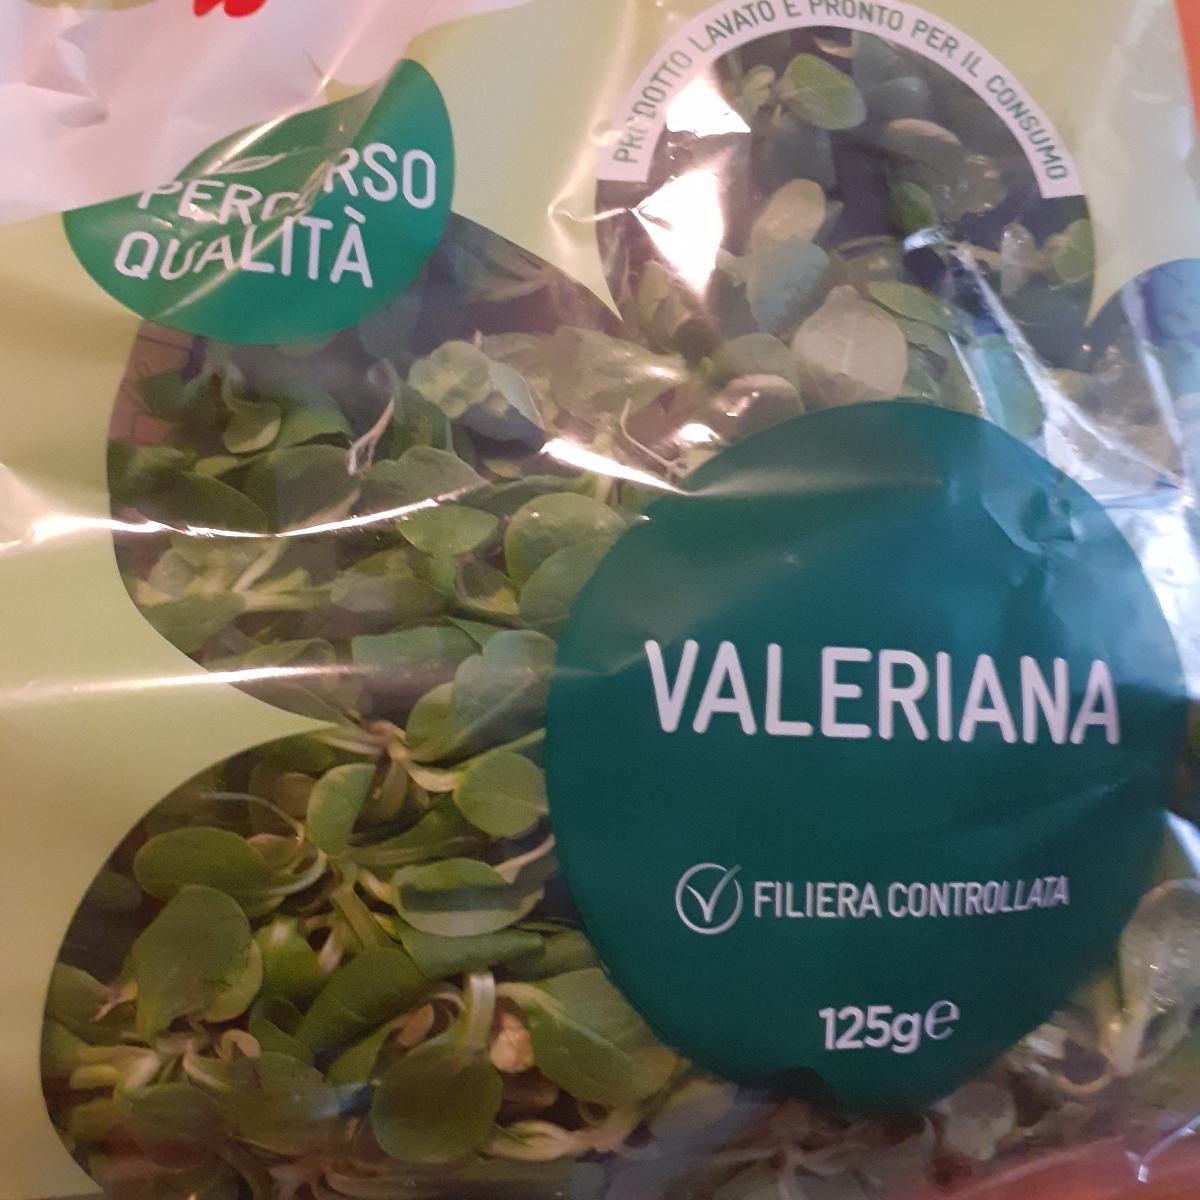 PRODOTTO LAVATO E PRONTO PER IL CONSUMO
PERCORSO
QUALITÀ
VALERIANA
FILIERA CONTROLLATA
125g℮